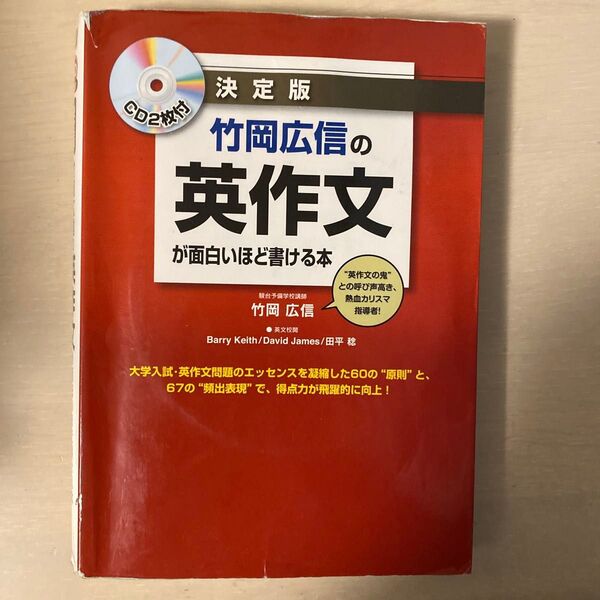 CD2枚付
決定版
竹岡広信の
英作文
が面白いほど書ける本
"英作文の鬼"
との呼び声高き、
熱血カリスマ
指導者!
駿台予備学校講師
竹岡 広信
●英文校閲
Barry Keith/David James/田平 稔
大学入試・英作文問題のエッセンスを凝縮した60の"原則"と、
67の"頻出表現"で、得点力が飛躍的に向上!